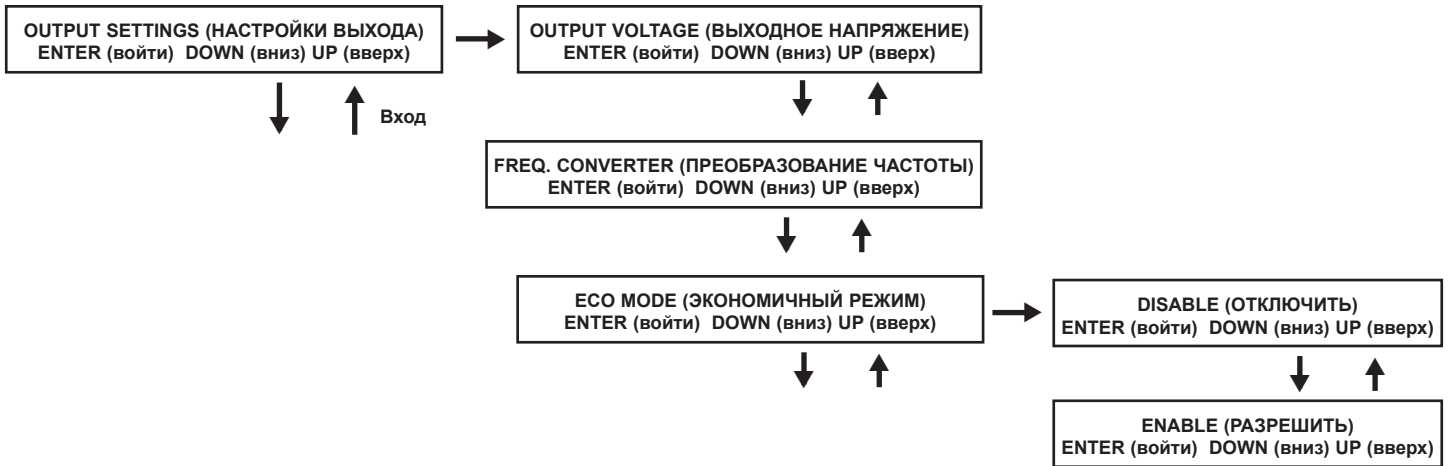 OUTPUT SETTINGS (НАСТРОЙКИ ВЫХОДА)
ENTER (войти) DOWN (вниз) UP (вверх)
OUTPUT VOLTAGE (ВЫХОДНОЕ НАПРЯЖЕНИЕ)
ENTER (войти) DOWN (вниз) UP (вверх)
Вход
FREQ. CONVERTER (ПРЕОБРАЗОВАНИЕ ЧАСТОТЫ)
ENTER (войти) DOWN (вниз) UP (вверх)
ECO MODE (ЭКОНОМИЧНЫЙ РЕЖИМ)
ENTER (войти) DOWN (вниз) UP (вверх)
DISABLE (ОТКЛЮЧИТЬ)
ENTER (войти) DOWN (вниз) UP (вверх)
ENABLE (РАЗРЕШИТЬ)
ENTER (войти) DOWN (вниз) UP (вверх)